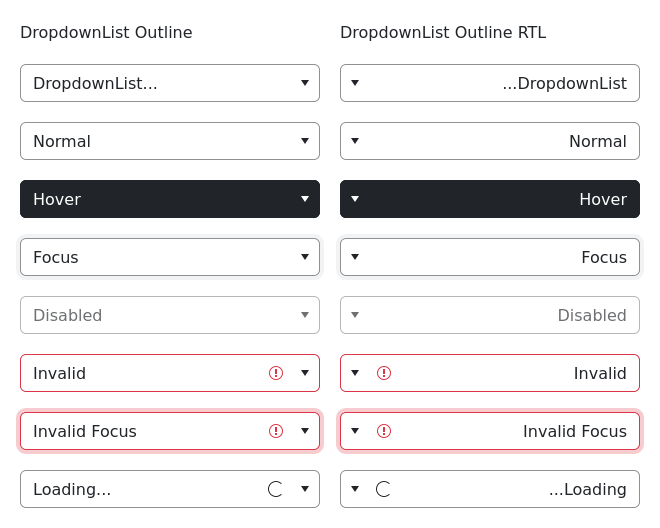 DropdownList Outline
DropdownList...
Normal
Hover
Focus
Disabled
Invalid
Invalid Focus
Loading...
DropdownList Outline RTL
...DropdownList
Normal
Hover
Focus
Disabled
Invalid
Invalid Focus
...Loading